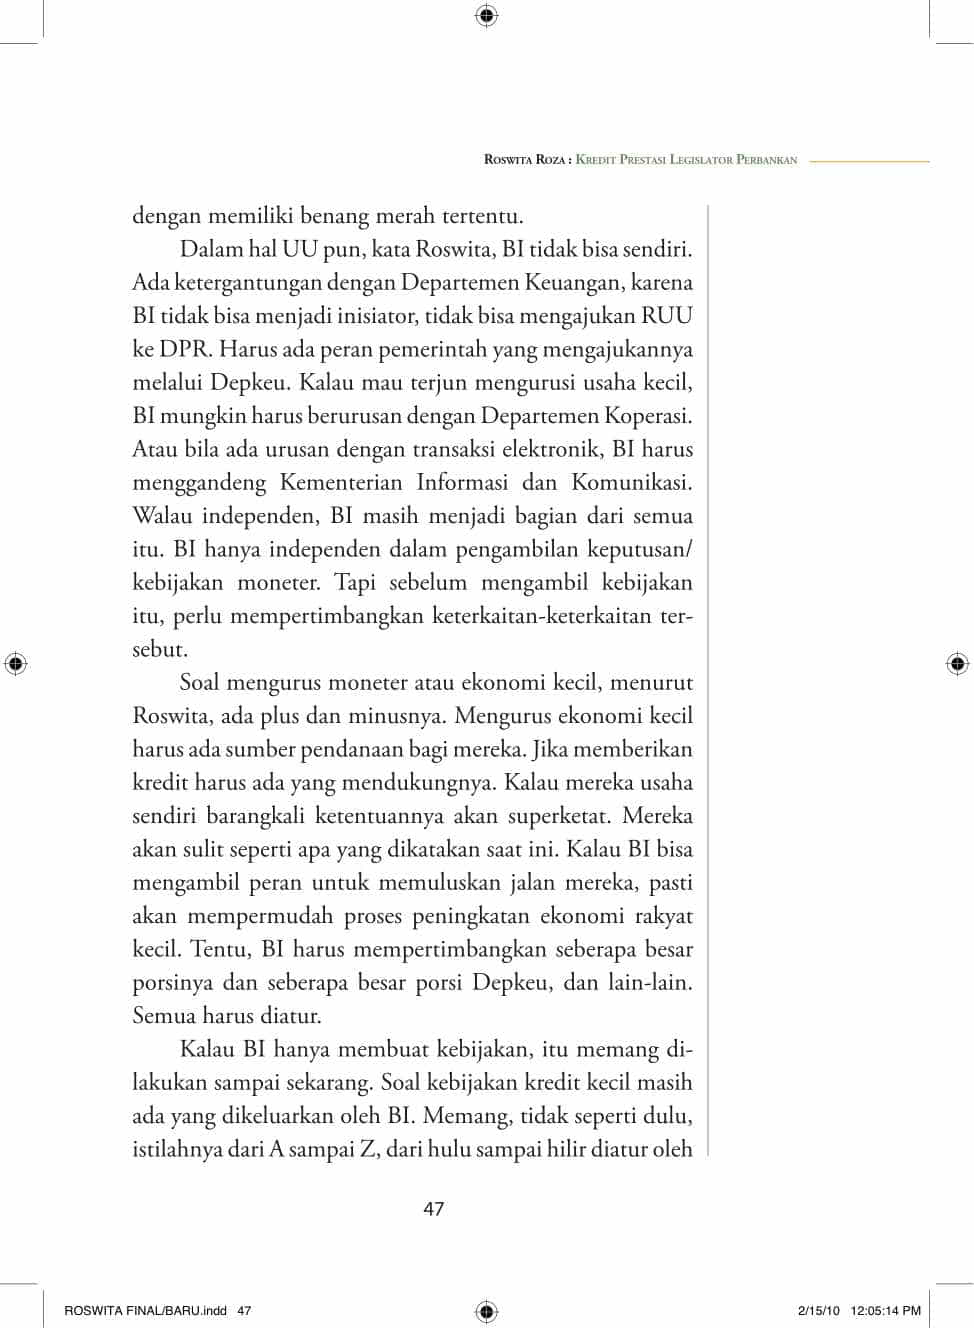 Roswita Roza : Kredit Prestasi Legislator Perbankan
dengan memiliki benang merah tertentu.
Dalam hal UU pun, kata Roswita, BI tidak bisa sendiri.
Ada ketergantungan dengan Departemen Keuangan, karena
BI tidak bisa menjadi inisiator, tidak bisa mengajukan RUU
ke DPR. Harus ada peran pemerintah yang mengajukannya
melalui Depkeu. Kalau mau terjun mengurusi usaha kecil,
BI mungkin harus berurusan dengan Departemen Koperasi.
Atau bila ada urusan dengan transaksi elektronik, BI harus
menggandeng Kementerian Informasi dan Komunikasi.
Walau independen, BI masih menjadi bagian dari semua
itu. BI hanya independen dalam pengambilan keputusan/
kebijakan moneter. Tapi sebelum mengambil kebijakan
itu, perlu mempertimbangkan keterkaitan-keterkaitan ter-
sebut.
Soal mengurus moneter atau ekonomi kecil, menurut
Roswita, ada plus dan minusnya. Mengurus ekonomi kecil
harus ada sumber pendanaan bagi mereka. Jika memberikan
kredit harus ada yang mendukungnya. Kalau mereka usaha
sendiri barangkali ketentuannya akan superketat. Mereka
akan sulit seperti apa yang dikatakan saat ini. Kalau BI bisa
mengambil peran untuk memuluskan jalan mereka, pasti
akan mempermudah proses peningkatan ekonomi rakyat
kecil. Tentu, BI harus mempertimbangkan seberapa besar
porsinya dan seberapa besar porsi Depkeu, dan lain-lain.
Semua harus diatur.
Kalau BI hanya membuat kebijakan, itu memang di-
lakukan sampai sekarang. Soal kebijakan kredit kecil masih
ada yang dikeluarkan oleh BI. Memang, tidak seperti dulu,
istilahnya dari A sampai Z, dari hulu sampai hilir diatur oleh
47
ROSWITA FINAL/BARU.indd 47
2/15/10 12:05:14 PM